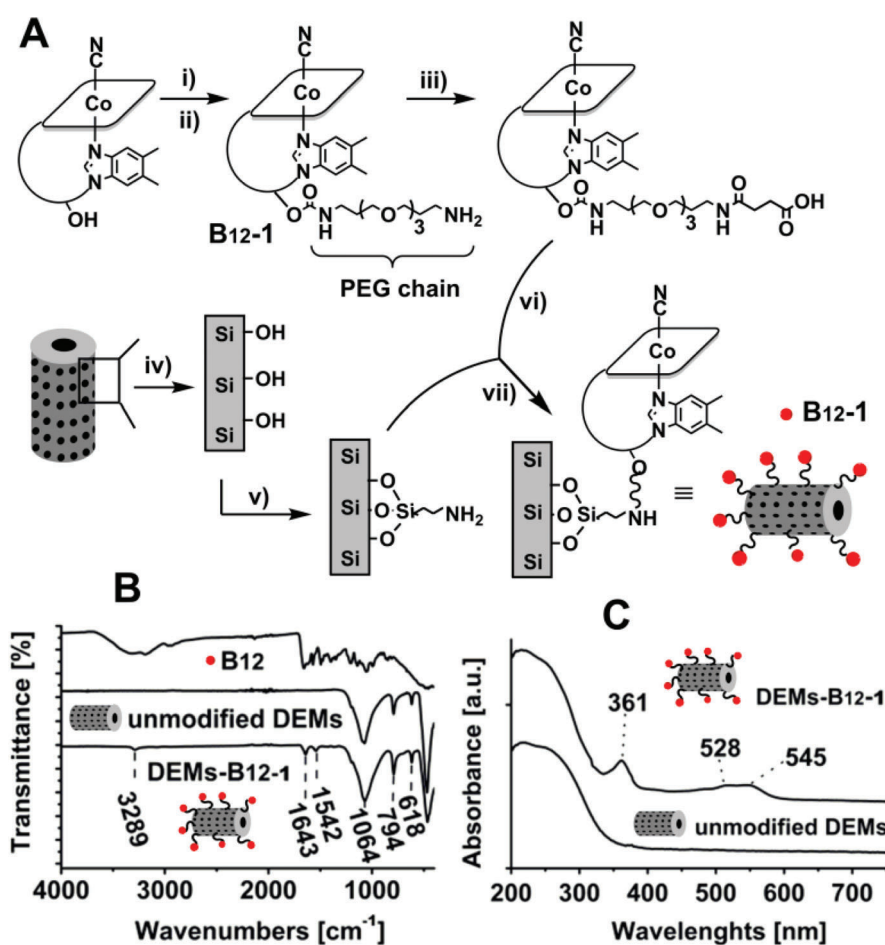 A
N
C
Co
N
N
OH
i)
ii)
N
C
Co
N
N
O
O
N
H
O
3
NH2
B12-1
PEG chain
iii)
N
C
Co
N
N
O
O
N
H
O
3
N
H
O
OH
O
iv)
Si
OH
Si
OH
Si
OH
v)
Si
O
Si
O
Si
NH2
Si
O
vi)
vii)
N
C
Co
N
N
O
Si
O
Si
O
Si
NH
Si
O
≡
B12-1
B
Transmittance [%]
B12
unmodified DEMs
DEMs-B12-1
3289
1643
1542
1064
794
618
4000 3000 2000 1000
Wavenumbers [cm-1]
C
Absorbance [a.u.]
DEMs-B12-1
361
528
545
unmodified DEMs
200 300 400 500 600 700
Wavelenghts [nm]